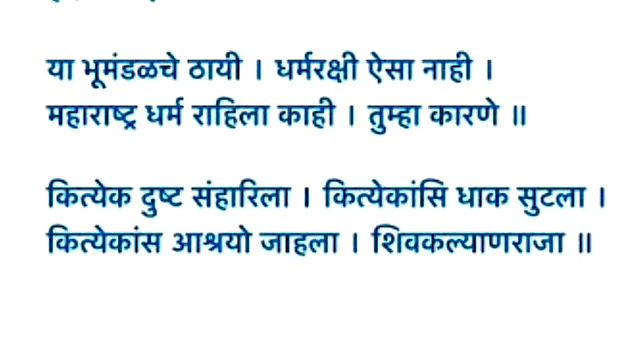 या भूमंडळचे ठायी । धर्मरक्षी ऐसा नाही ।
महाराष्ट्र धर्म राहिला काही । तुम्हा कारणे ॥
कित्येक दुष्ट संहारिला । कित्येकांसि धाक सुटला ।
कित्येकांस आश्रयो जाहला । शिवकल्याणराजा ॥